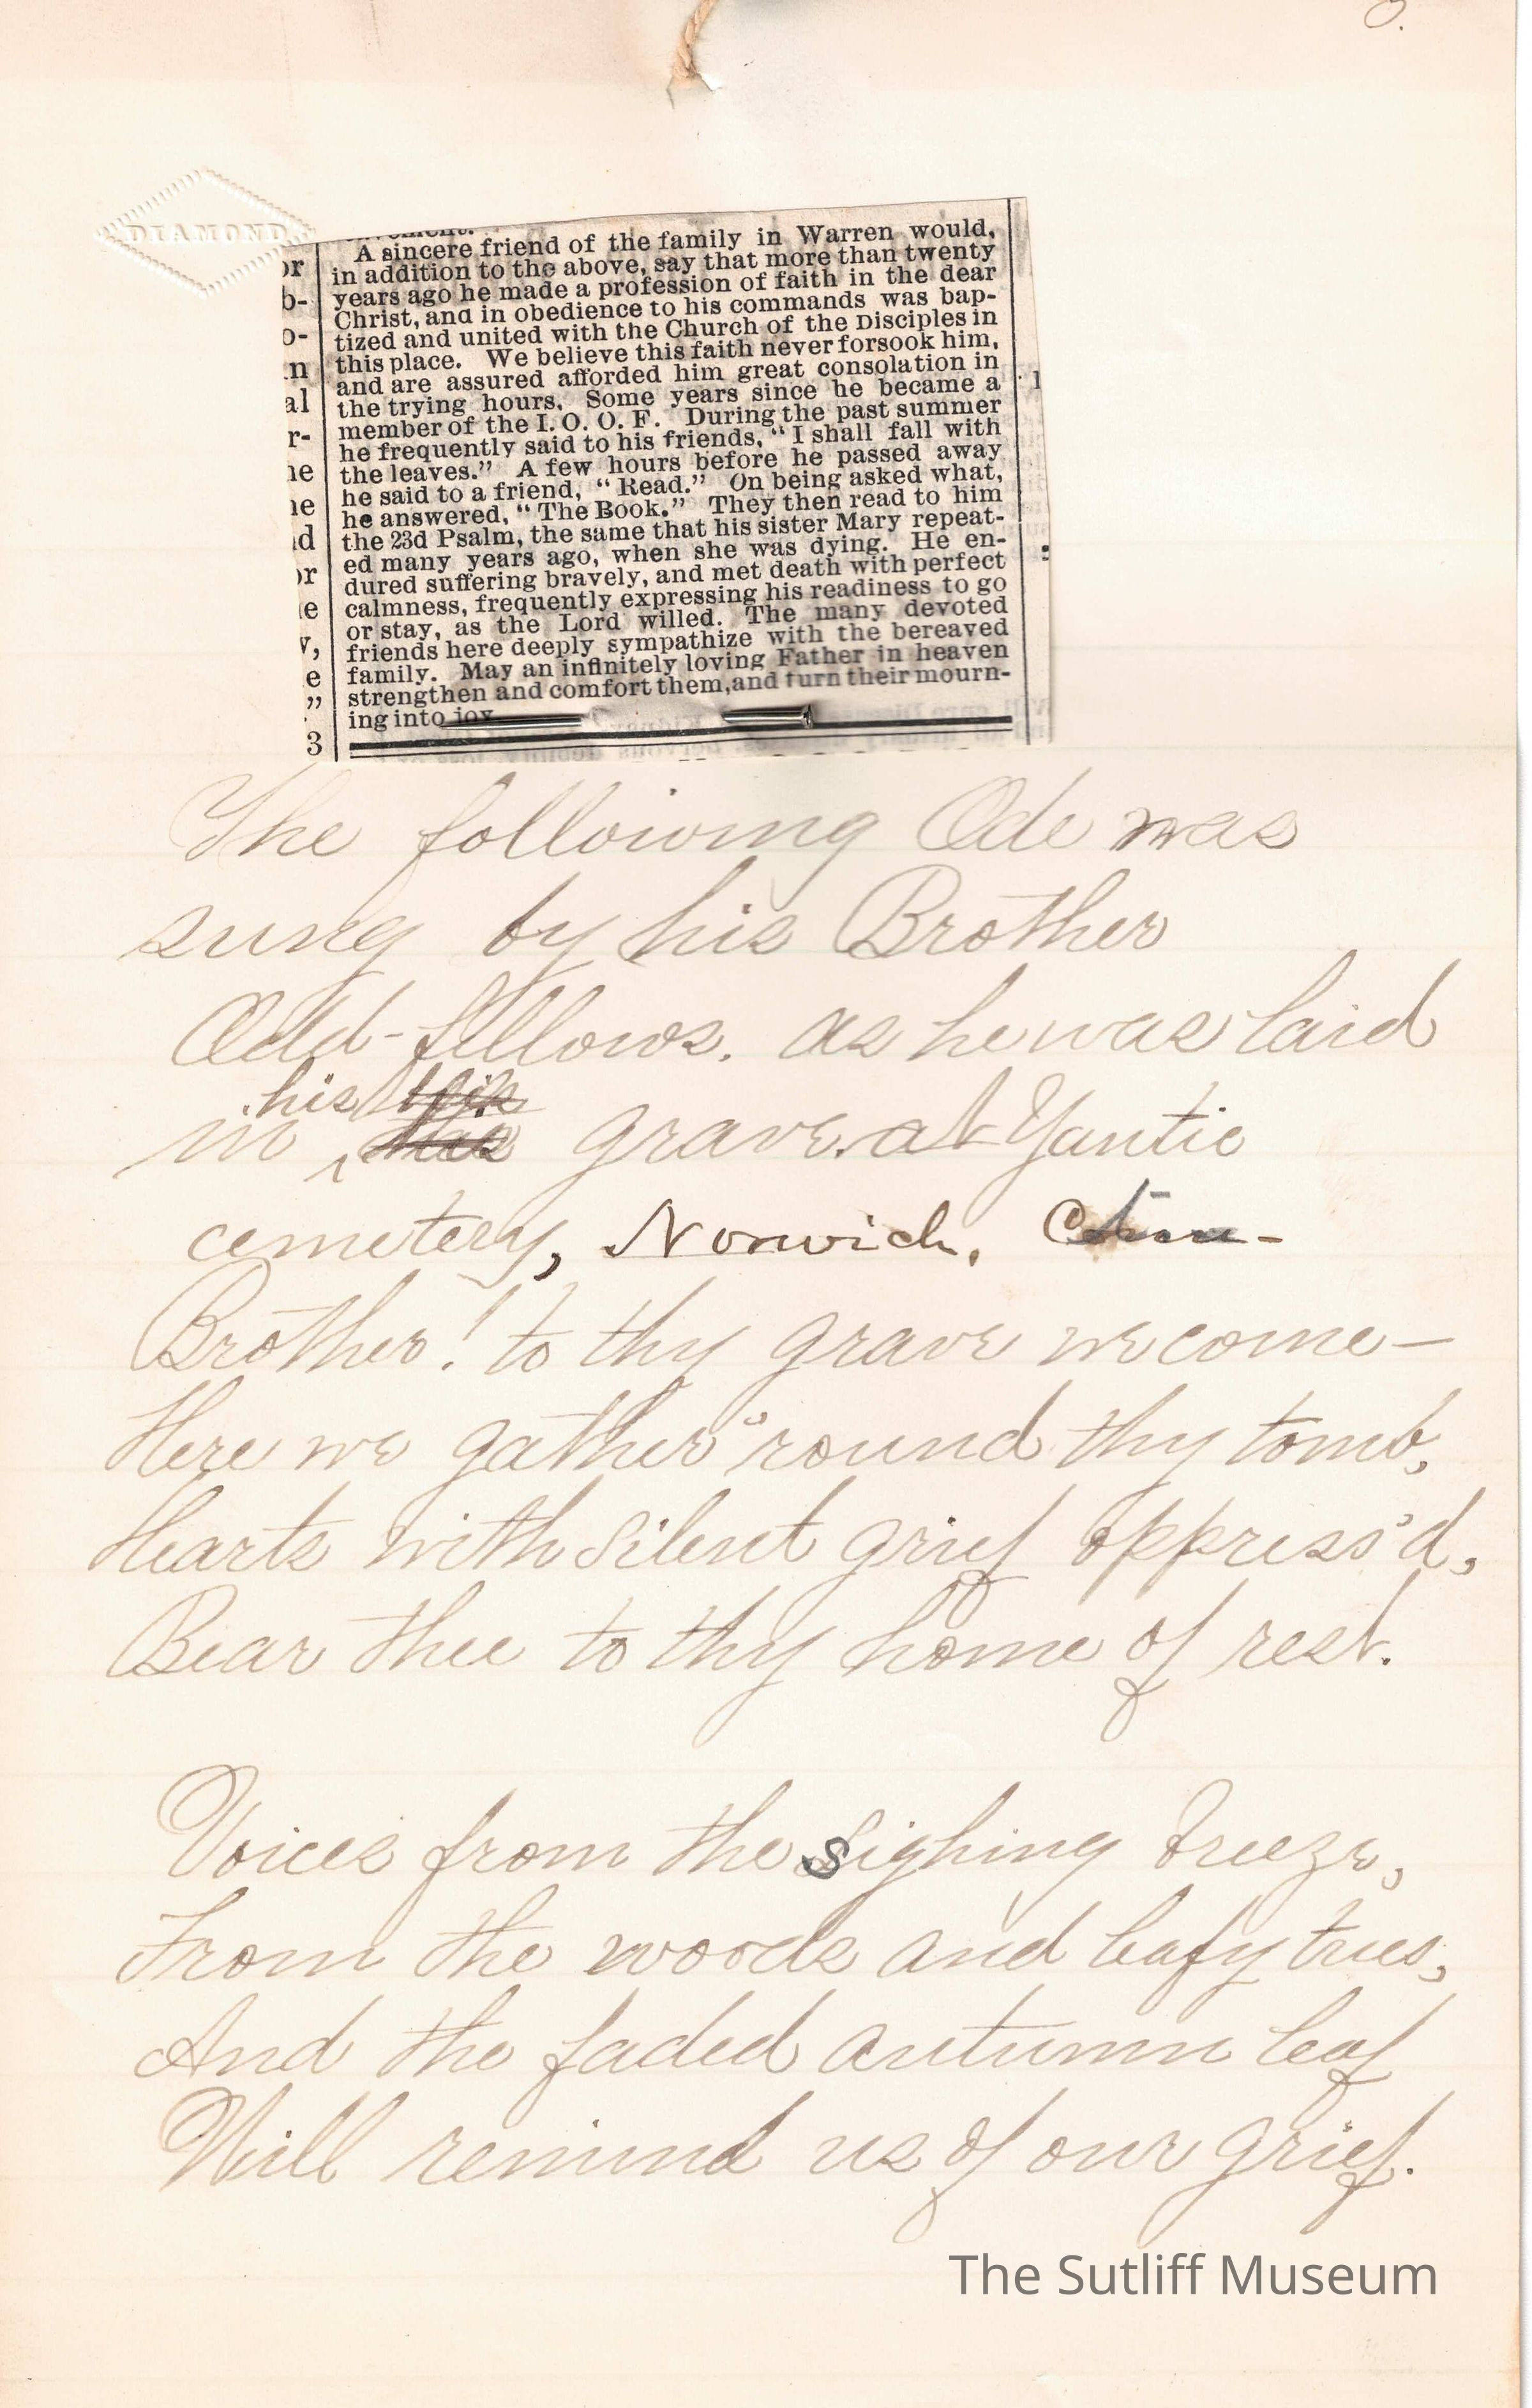 DIAMOND
A sincere friend of the family in Warren would,
in addition to the above, say that more than twenty
years ago he made a profession of faith in the dear
Christ, and in obedience to his commands was bap-
tized and united with the Church of the Disciples in
this place. We believe this faith never forsook him,
and are assured afforded him great consolation in
the trying hours. Some years since he became a
member of the I. O. O. F. During the past summer
he frequently said to his friends, “I shall fall with
the leaves.” A few hours before he passed away
he said to a friend, “Read.” On being asked what,
he answered, “The Book.” They then read to him
the 23d Psalm, the same that his sister Mary repeat-
ed many years ago, when she was dying. He en-
dured suffering bravely, and met death with perfect
calmness, frequently expressing his readiness to go
or stay, as the Lord willed. The many devoted
friends here deeply sympathize with the bereaved
family. May an infinitely loving Father in heaven
strengthen and comfort them, and turn their mourn-
ing into joy
The following Ode was
sung by his Brother
Odd-fellows. as he was laid
in his grave. at Yantic
cemetery, Norwich,
Brother! to thy grave we come—
Here we gather 'round thy tomb,
Hearts with silent grief oppress'd,
Bear thee to thy home of rest.
Voices from the sighing breeze,
From the woods and leafy trees,
And the faded autumn leaf
Will remind us of our grief.
The Sutliff Museum